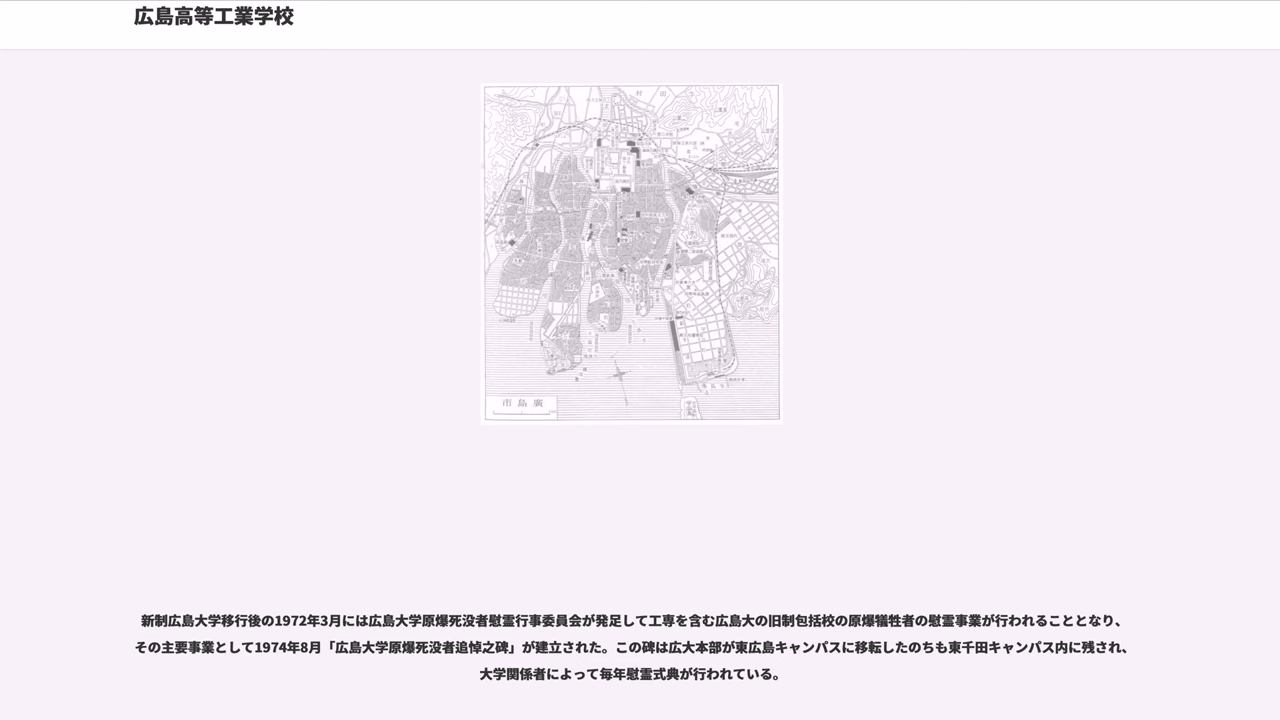 広島高等工業学校
市島廣
新制広島大学移行後の1972年3月には広島大学原爆死没者慰霊行事委員会が発足して工専を含む広島大の旧制包括校の原爆犠牲者の慰霊事業が行われることとなり、
その主要事業として1974年8月「広島大学原爆死没者追悼之碑」が建立された。この碑は広大本部が東広島キャンパスに移転したのちも東千田キャンパス内に残され、
大学関係者によって毎年慰霊式典が行われている。